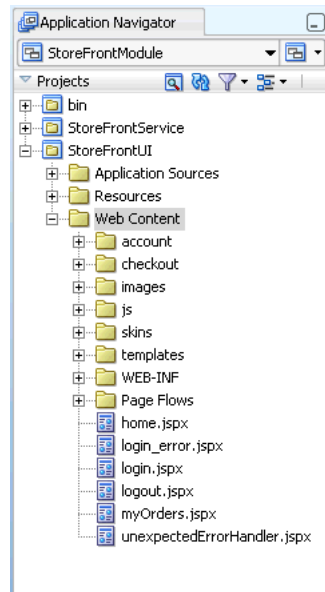 Application Navigator
StoreFrontModule
Projects
bin
StoreFrontService
StoreFrontUI
Application Sources
Resources
Web Content
account
checkout
images
js
skins
templates
WEB-INF
Page Flows
home.jspx
login_error.jspx
login.jspx
logout.jspx
myOrders.jspx
unexpectedErrorHandler.jspx